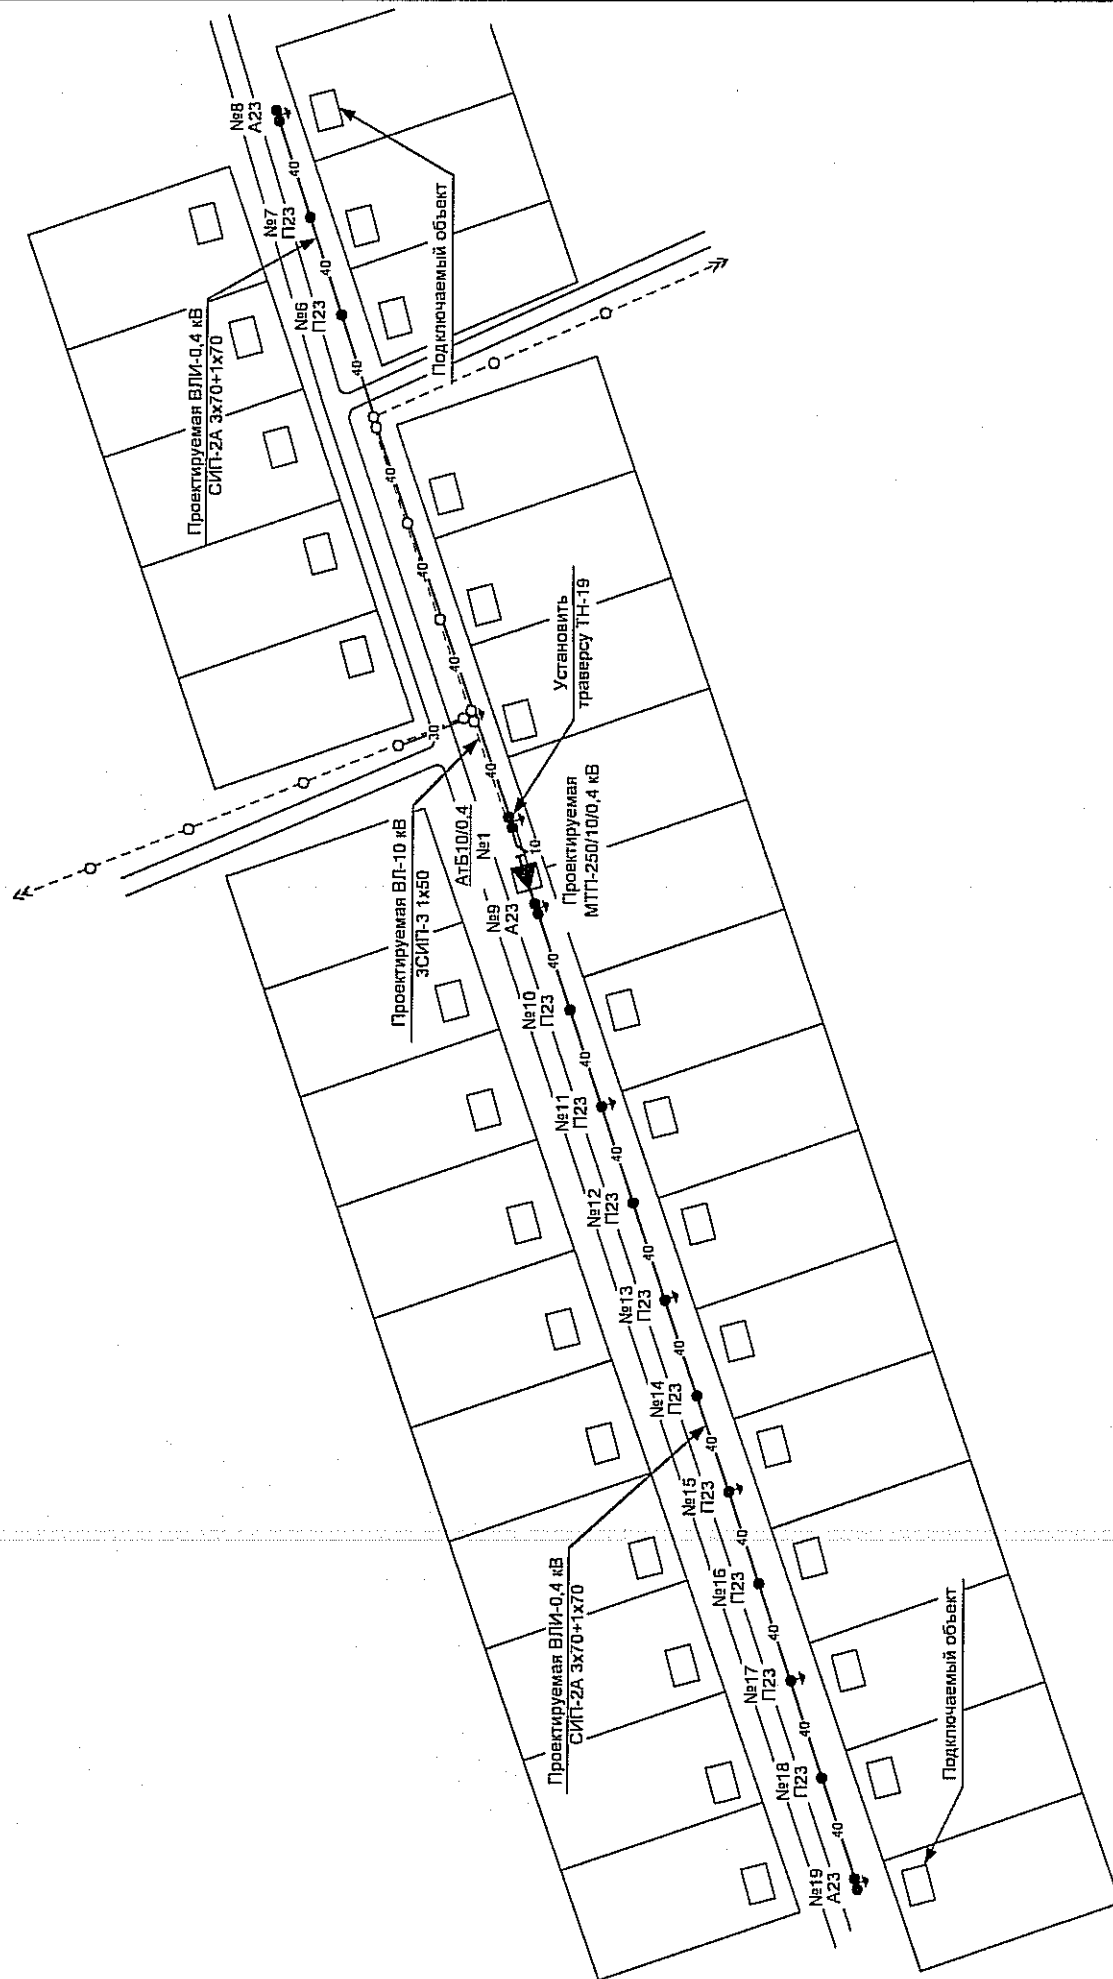 №8
А23
40
№7
П23
40
№6
П23
40
Проектируемая ВЛИ-0,4 кВ
СИП-2А 3х70+1х70
Подключаемый объект
40
40
40
30
Установить
траверсу ТН-19
Проектируемая ВЛ-10 кВ
3СИП-3 1х50
40
АтБ10/0,4
№1
10
Проектируемая
МТП-250/10/0,4 кВ
№9
А23
40
№10
П23
40
№11
П23
40
№12
П23
40
№13
П23
40
№14
П23
40
№15
П23
40
№16
П23
40
№17
П23
40
№18
П23
40
№19
А23
Проектируемая ВЛИ-0,4 кВ
СИП-2А 3х70+1х70
Подключаемый объект